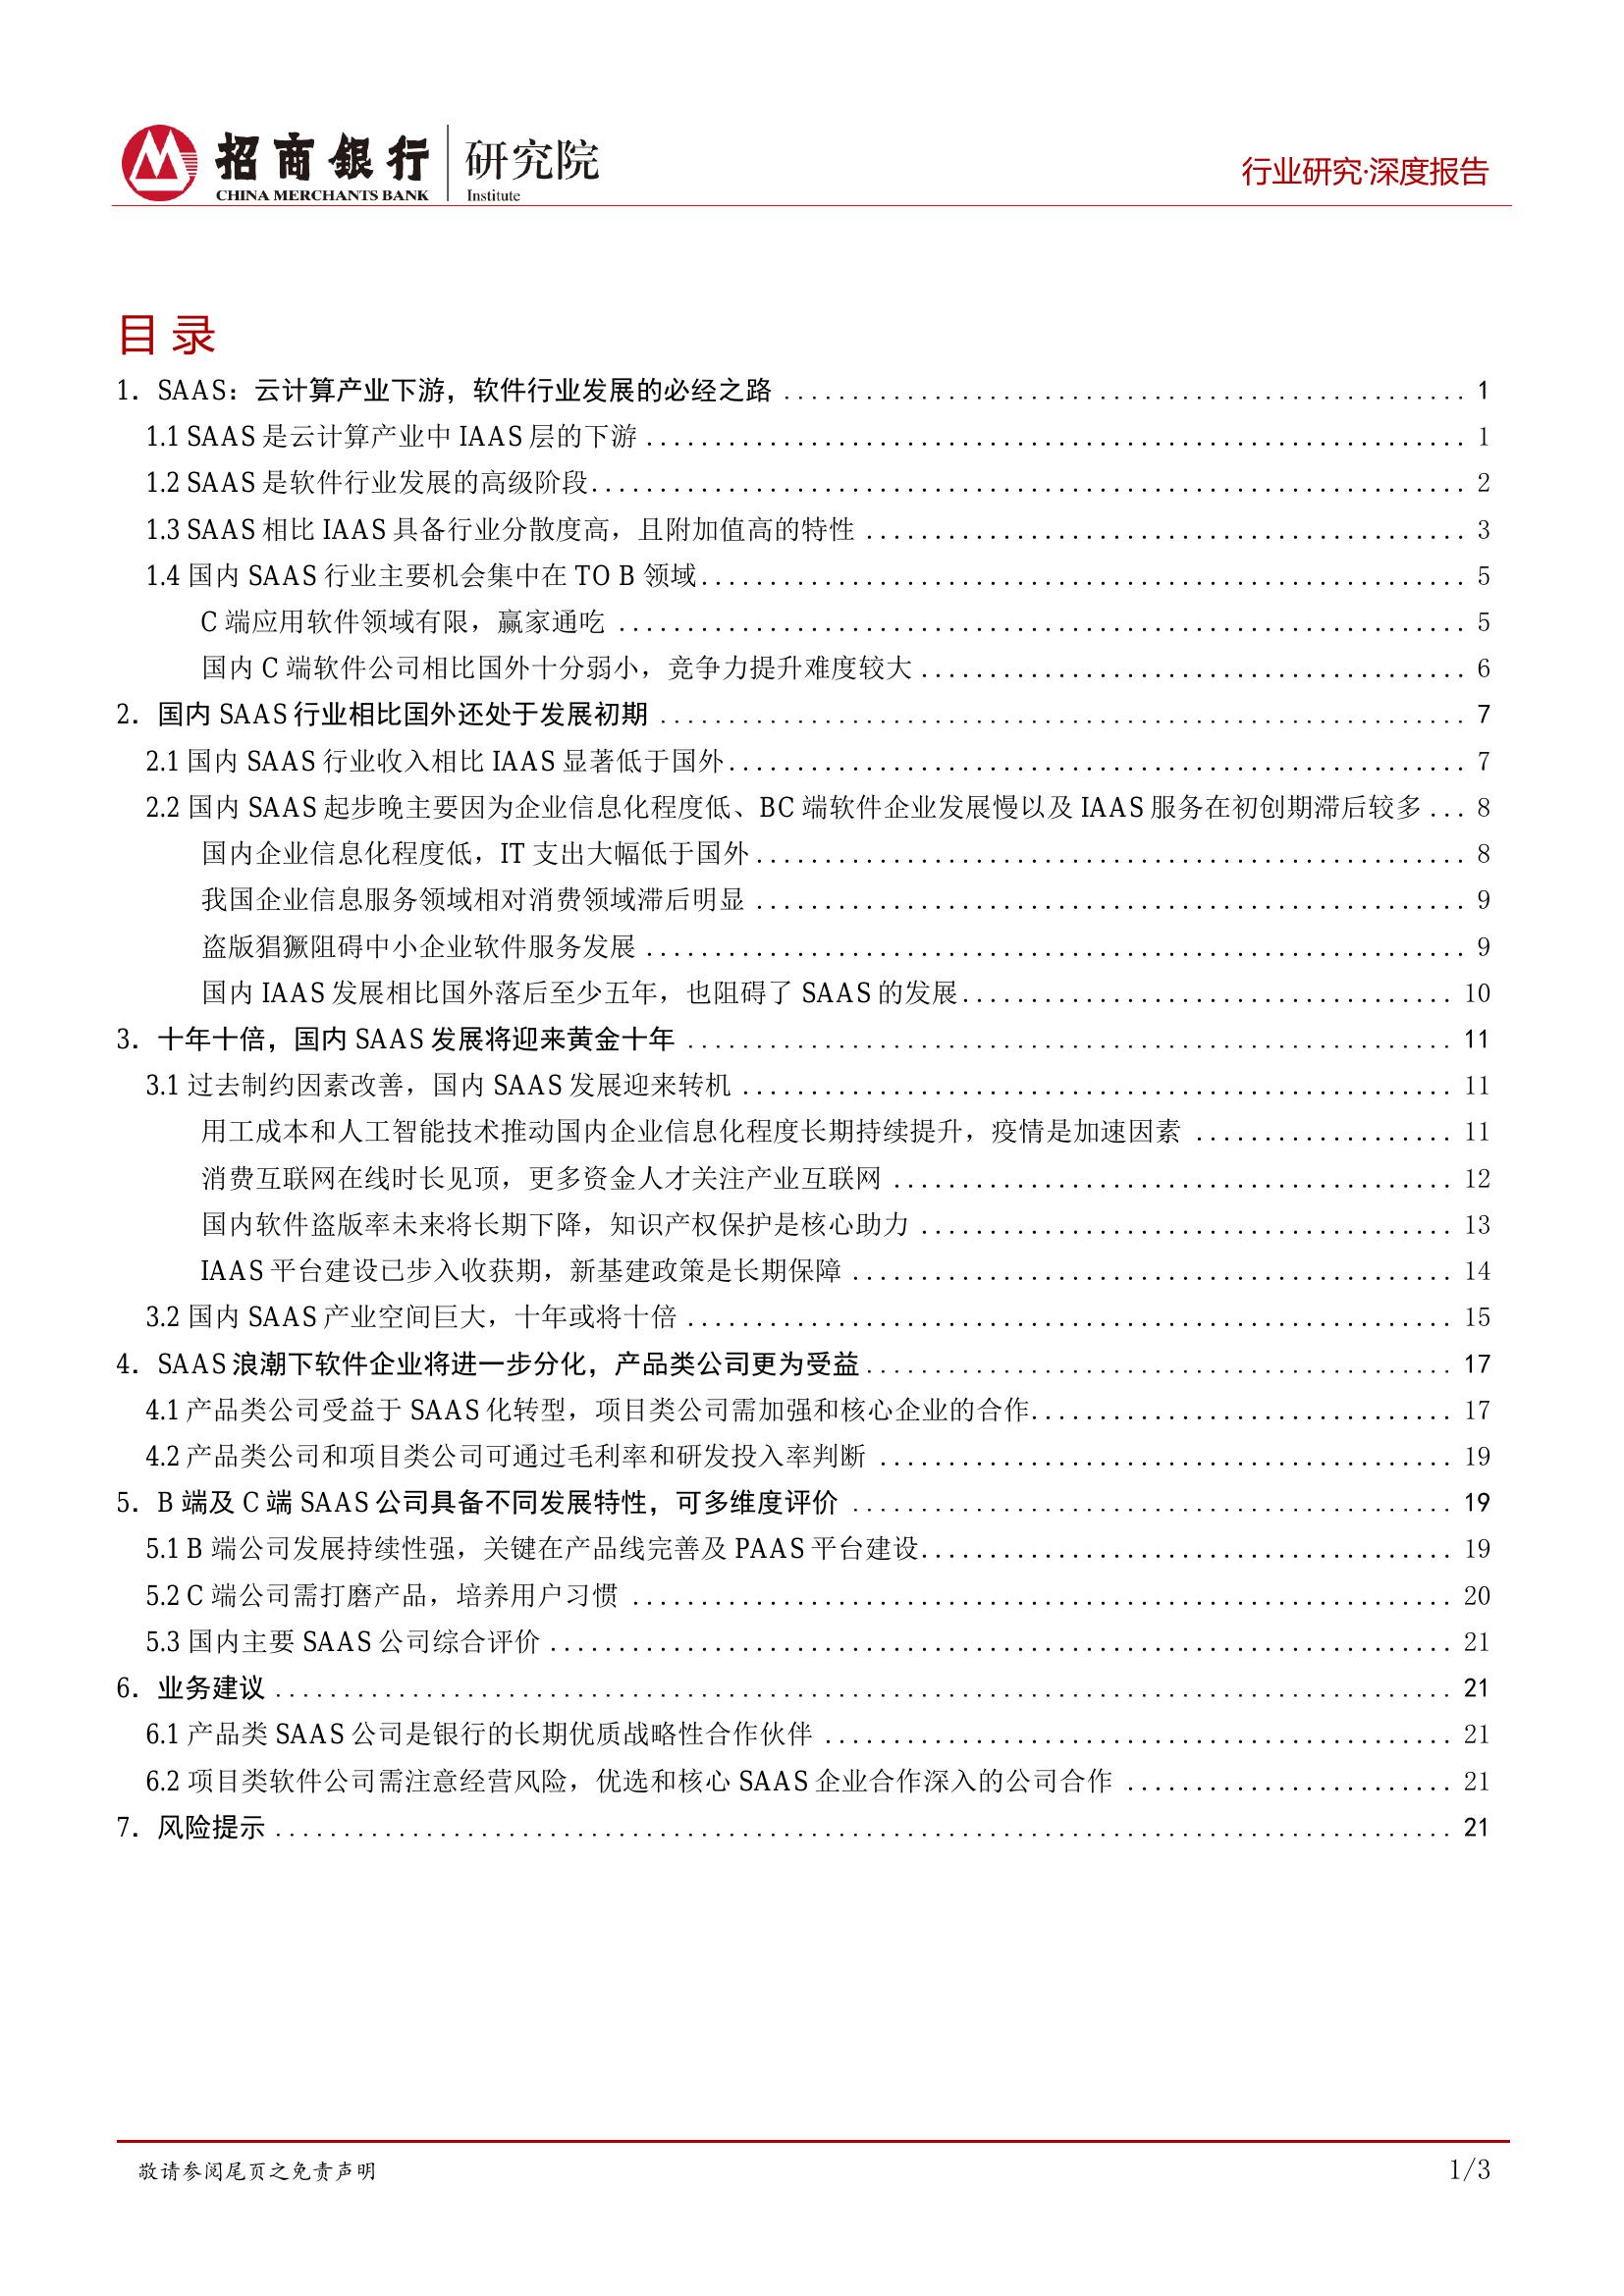 招商银行 研究院
CHINA MERCHANTS BANK Institute
行业研究·深度报告
目 录
1. SAAS：云计算产业下游，软件行业发展的必经之路 ........ 1
1.1 SAAS 是云计算产业中 IAAS 层的下游 ........ 1
1.2 SAAS 是软件行业发展的高级阶段 ........ 2
1.3 SAAS 相比 IAAS 具备行业分散度高，且附加值高的特性 ........ 3
1.4 国内 SAAS 行业主要机会集中在 TO B 领域 ........ 5
C 端应用软件领域有限，赢家通吃 ........ 5
国内 C 端软件公司相比国外十分弱小，竞争力提升难度较大 ........ 6
2. 国内 SAAS 行业相比国外还处于发展初期 ........ 7
2.1 国内 SAAS 行业收入相比 IAAS 显著低于国外 ........ 7
2.2 国内 SAAS 起步晚主要因为企业信息化程度低、BC 端软件企业发展慢以及 IAAS 服务在初创期滞后较多 ... 8
国内企业信息化程度低，IT 支出大幅低于国外 ........ 8
我国企业信息服务领域相对消费领域滞后明显 ........ 9
盗版猖獗阻碍中小企业软件服务发展 ........ 9
国内 IAAS 发展相比国外落后至少五年，也阻碍了 SAAS 的发展 ........ 10
3. 十年十倍，国内 SAAS 发展将迎来黄金十年 ........ 11
3.1 过去制约因素改善，国内 SAAS 发展迎来转机 ........ 11
用工成本和人工智能技术推动国内企业信息化程度长期持续提升，疫情是加速因素 ........ 11
消费互联网在线时长见顶，更多资金人才关注产业互联网 ........ 12
国内软件盗版率未来将长期下降，知识产权保护是核心助力 ........ 13
IAAS 平台建设已步入收获期，新基建政策是长期保障 ........ 14
3.2 国内 SAAS 产业空间巨大，十年或将十倍 ........ 15
4. SAAS 浪潮下软件企业将进一步分化，产品类公司更为受益 ........ 17
4.1 产品类公司受益于 SAAS 化转型，项目类公司需加强和核心企业的合作 ........ 17
4.2 产品类公司和项目类公司可通过毛利率和研发投入率判断 ........ 19
5. B 端及 C 端 SAAS 公司具备不同发展特性，可多维度评价 ........ 19
5.1 B 端公司发展持续性强，关键在产品线完善及 PAAS 平台建设 ........ 19
5.2 C 端公司需打磨产品，培养用户习惯 ........ 20
5.3 国内主要 SAAS 公司综合评价 ........ 21
6. 业务建议 ........ 21
6.1 产品类 SAAS 公司是银行的长期优质战略性合作伙伴 ........ 21
6.2 项目类软件公司需注意经营风险，优选和核心 SAAS 企业合作深入的公司合作 ........ 21
7. 风险提示 ........ 21
敬请参阅尾页之免责声明
1/3